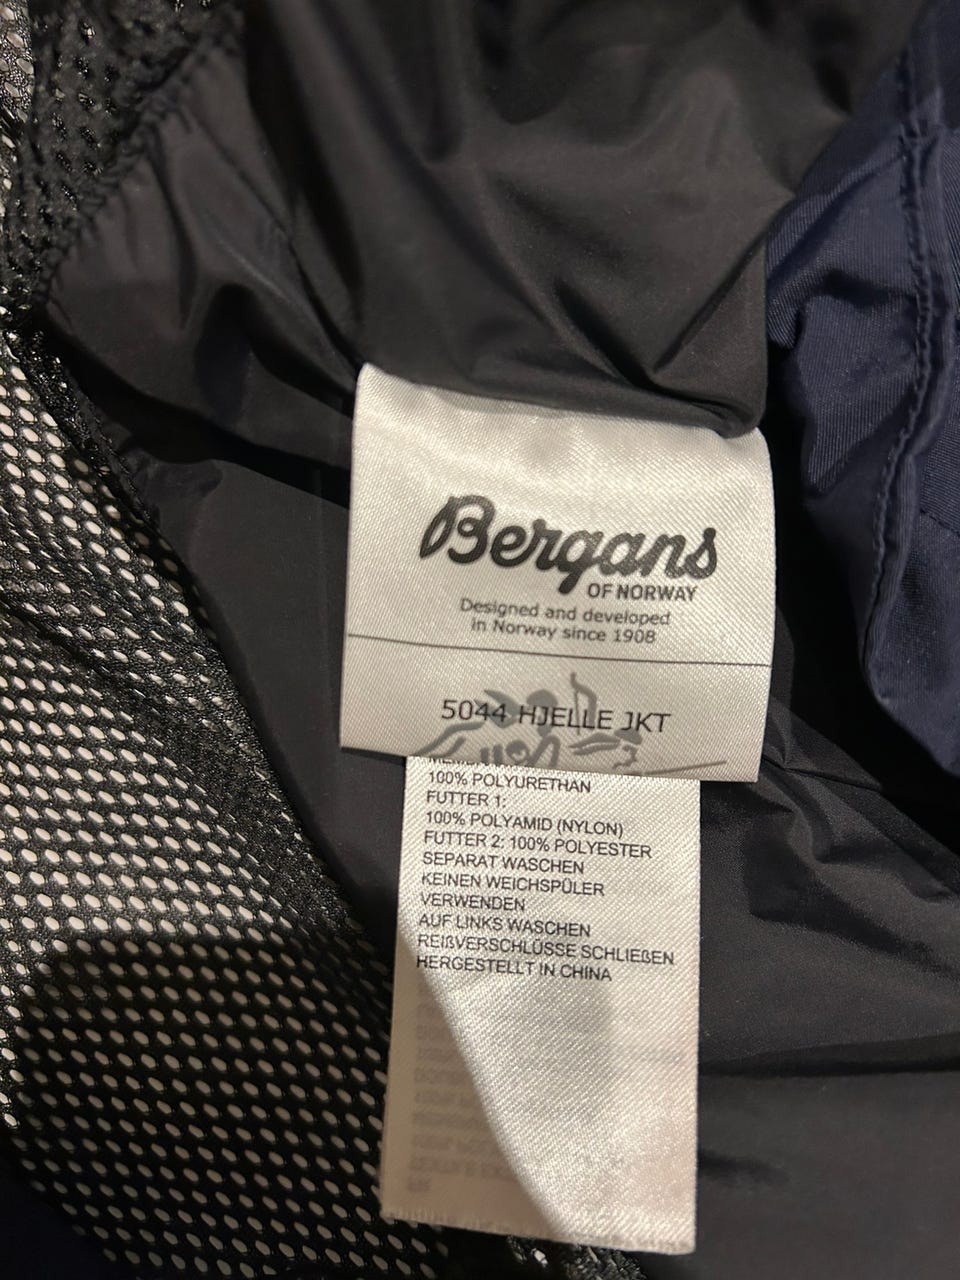 Bergans
OF NORWAY
Designed and developed
in Norway since 1908
5044 HJELLE JKT
100% POLYURETHAN
FUTTER 1:
100% POLYAMID (NYLON)
FUTTER 2: 100% POLYESTER
SEPARAT WASCHEN
KEINEN WEICHSPÜLER
VERWENDEN
AUF LINKS WASCHEN
REIßVERSCHLÜSSE SCHLIEßEN
HERGESTELLT IN CHINA